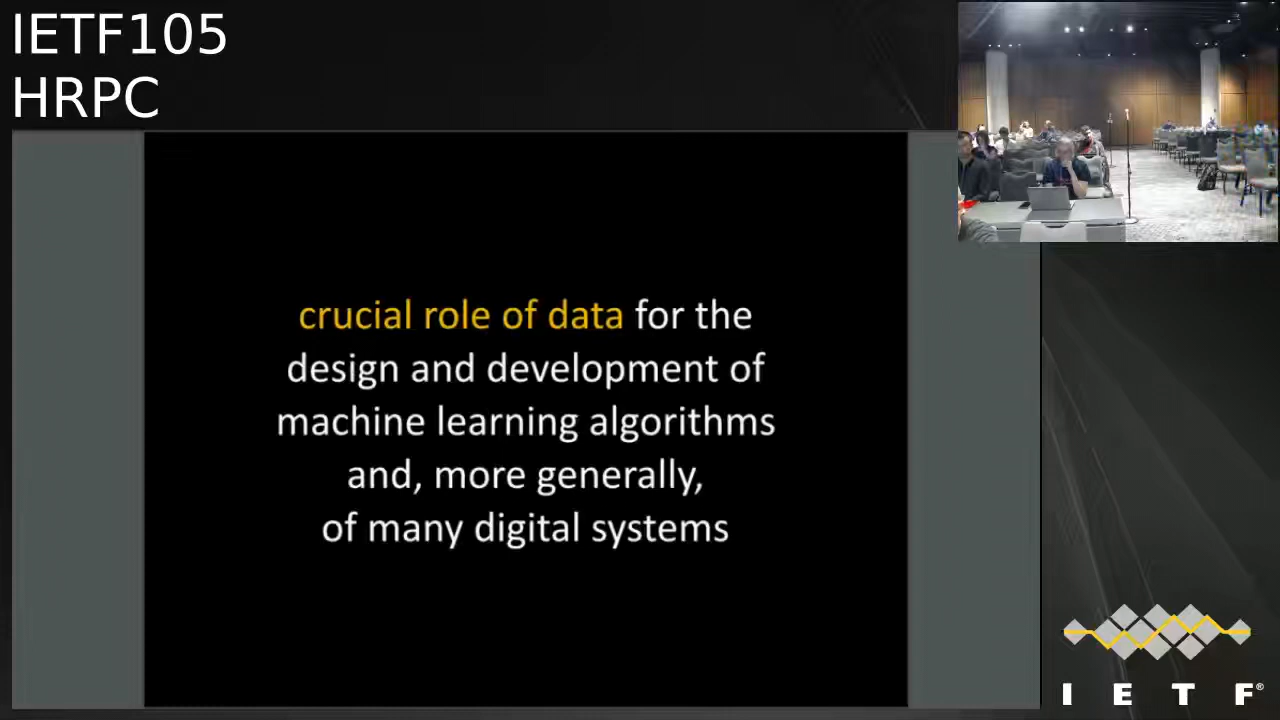 IETF105
HRPC
crucial role of data for the
design and development of
machine learning algorithms
and, more generally,
of many digital systems
I E T F®